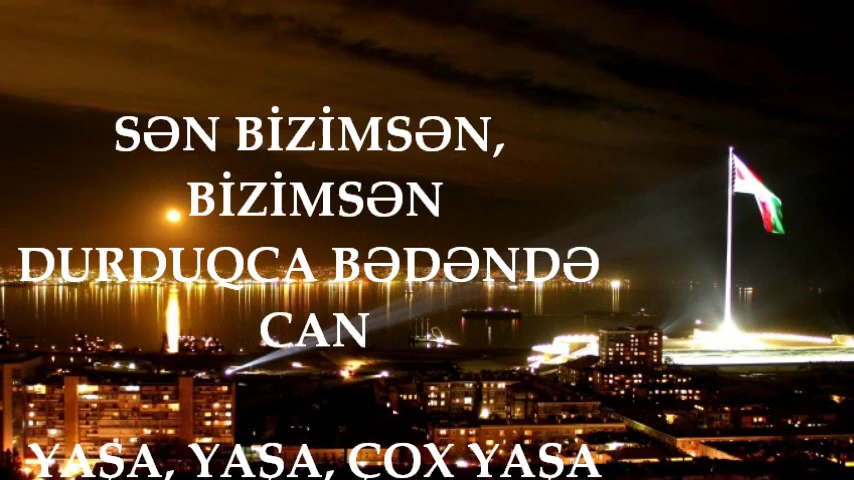 SƏN BİZİMSƏN,
BİZİMSƏN
DURDUQCA BƏDƏNDƏ
CAN
YAŞA, YAŞA, ÇOX YAŞA